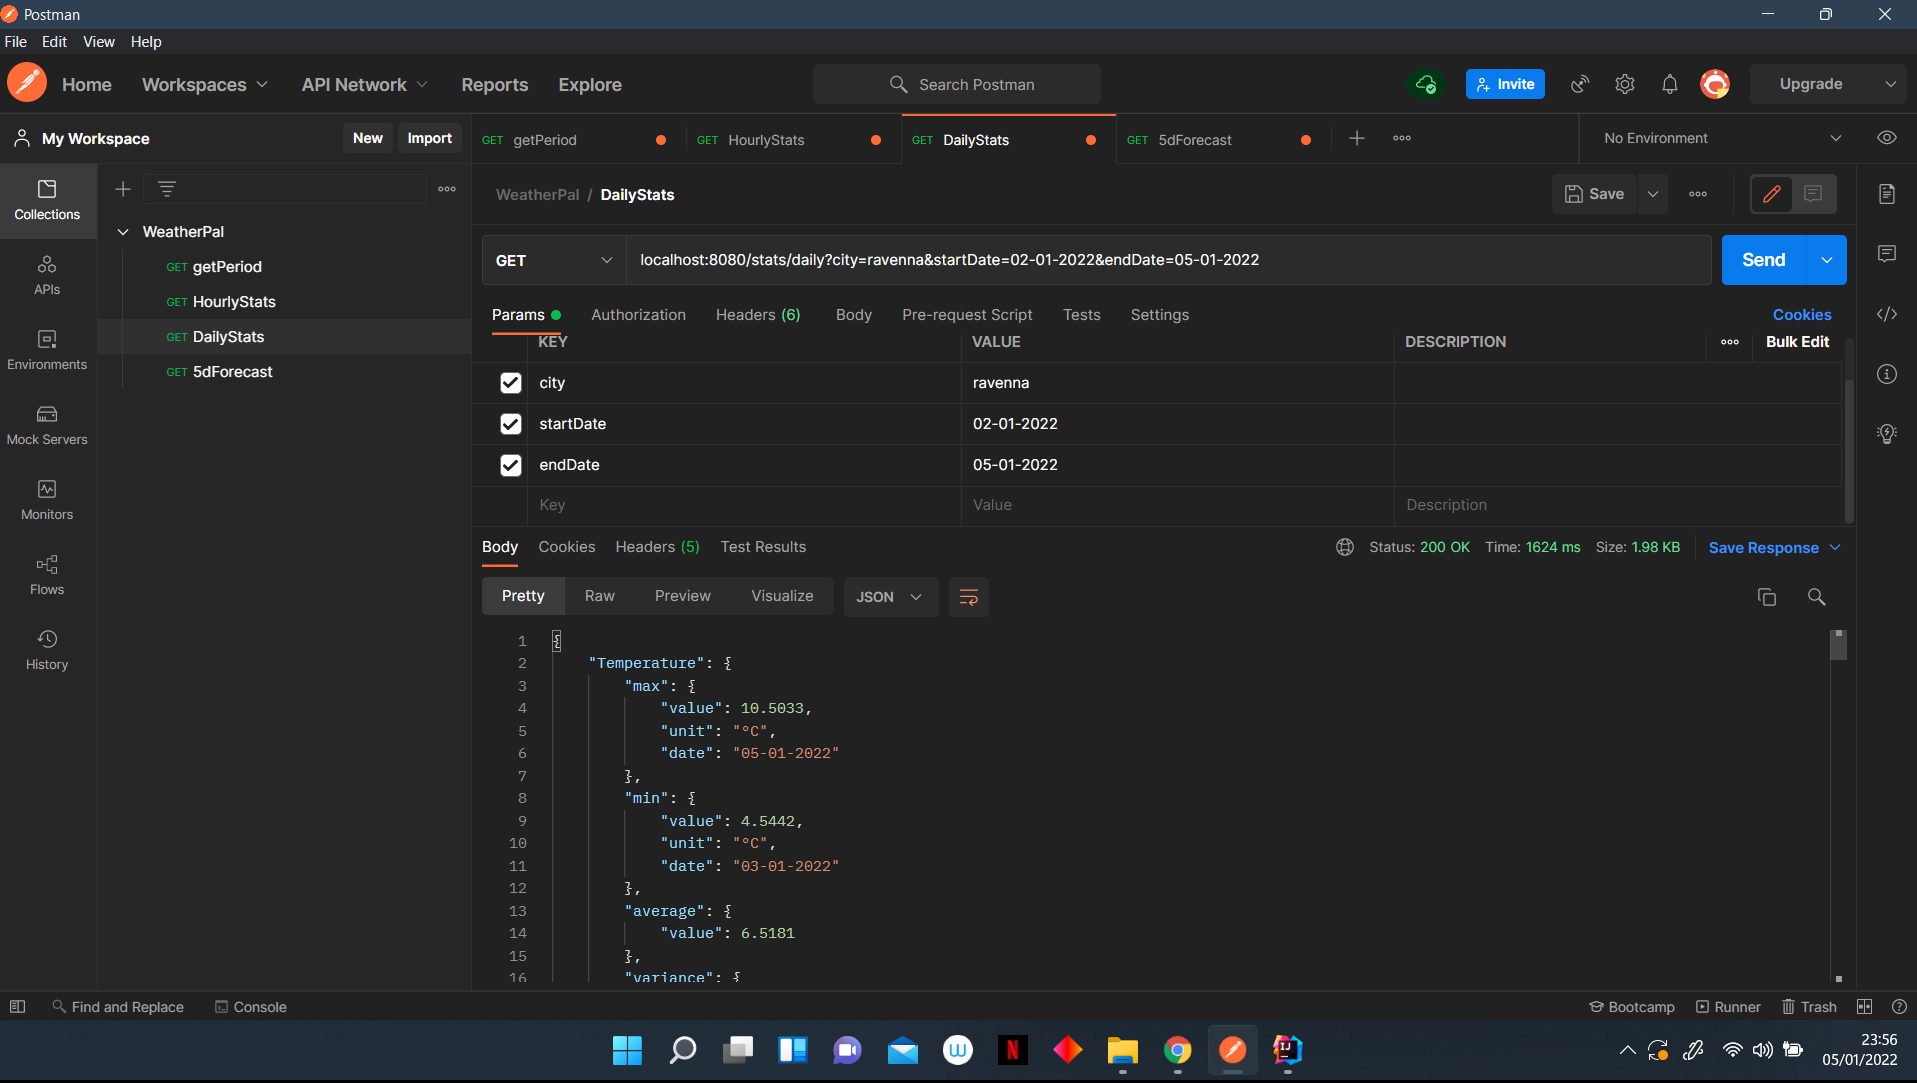 Postman
File Edit View Help
Home Workspaces API Network Reports Explore Search Postman Invite Upgrade
My Workspace New Import GET getPeriod GET HourlyStats GET DailyStats GET 5dForecast No Environment
Collections
WeatherPal / DailyStats Save
WeatherPal
GET getPeriod
GET HourlyStats
GET DailyStats
GET 5dForecast
APIs
Environments
Mock Servers
Monitors
Flows
History
GET localhost:8080/stats/daily?city=ravenna&startDate=02-01-2022&endDate=05-01-2022 Send
Params Authorization Headers (6) Body Pre-request Script Tests Settings Cookies
KEY VALUE DESCRIPTION Bulk Edit
city ravenna
startDate 02-01-2022
endDate 05-01-2022
Key Value Description
Body Cookies Headers (5) Test Results Status: 200 OK Time: 1624 ms Size: 1.98 KB Save Response
Pretty Raw Preview Visualize JSON
1 {
2 "Temperature": {
3 "max": {
4 "value": 10.5033,
5 "unit": "°C",
6 "date": "05-01-2022"
7 },
8 "min": {
9 "value": 4.5442,
10 "unit": "°C",
11 "date": "03-01-2022"
12 },
13 "average": {
14 "value": 6.5181
15 },
16 "variance": {
Find and Replace Console Bootcamp Runner Trash
23:56
05/01/2022